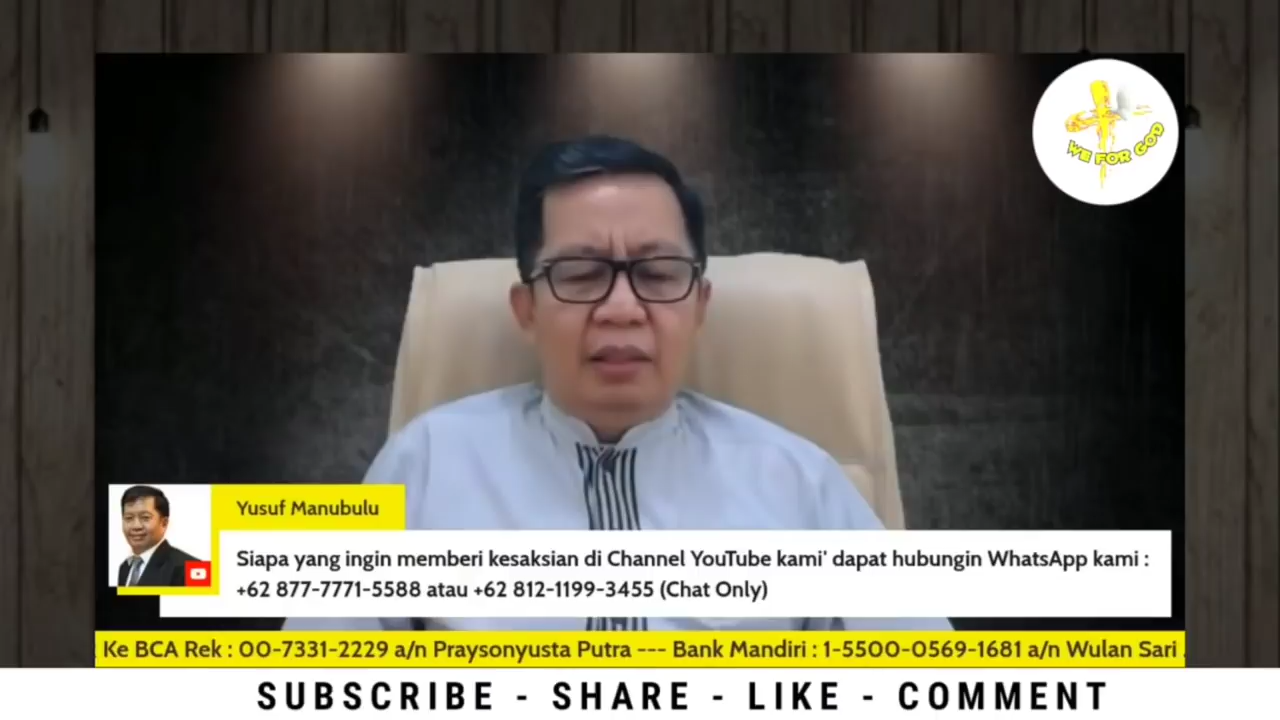 WE FOR GOD
Yusuf Manubulu
Siapa yang ingin memberi kesaksian di Channel YouTube kami' dapat hubungin WhatsApp kami :
+62 877-7771-5588 atau +62 812-1199-3455 (Chat Only)
Ke BCA Rek : 00-7331-2229 a/n Praysonyusta Putra --- Bank Mandiri : 1-5500-0569-1681 a/n Wulan Sari
SUBSCRIBE - SHARE - LIKE - COMMENT